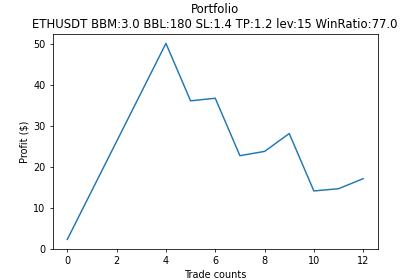 Portfolio
ETHUSDT BBM:3.0 BBL:180 SL:1.4 TP:1.2 lev:15 WinRatio:77.0
50
40
30
20
10
0
Profit ($)
0 2 4 6 8 10 12
Trade counts